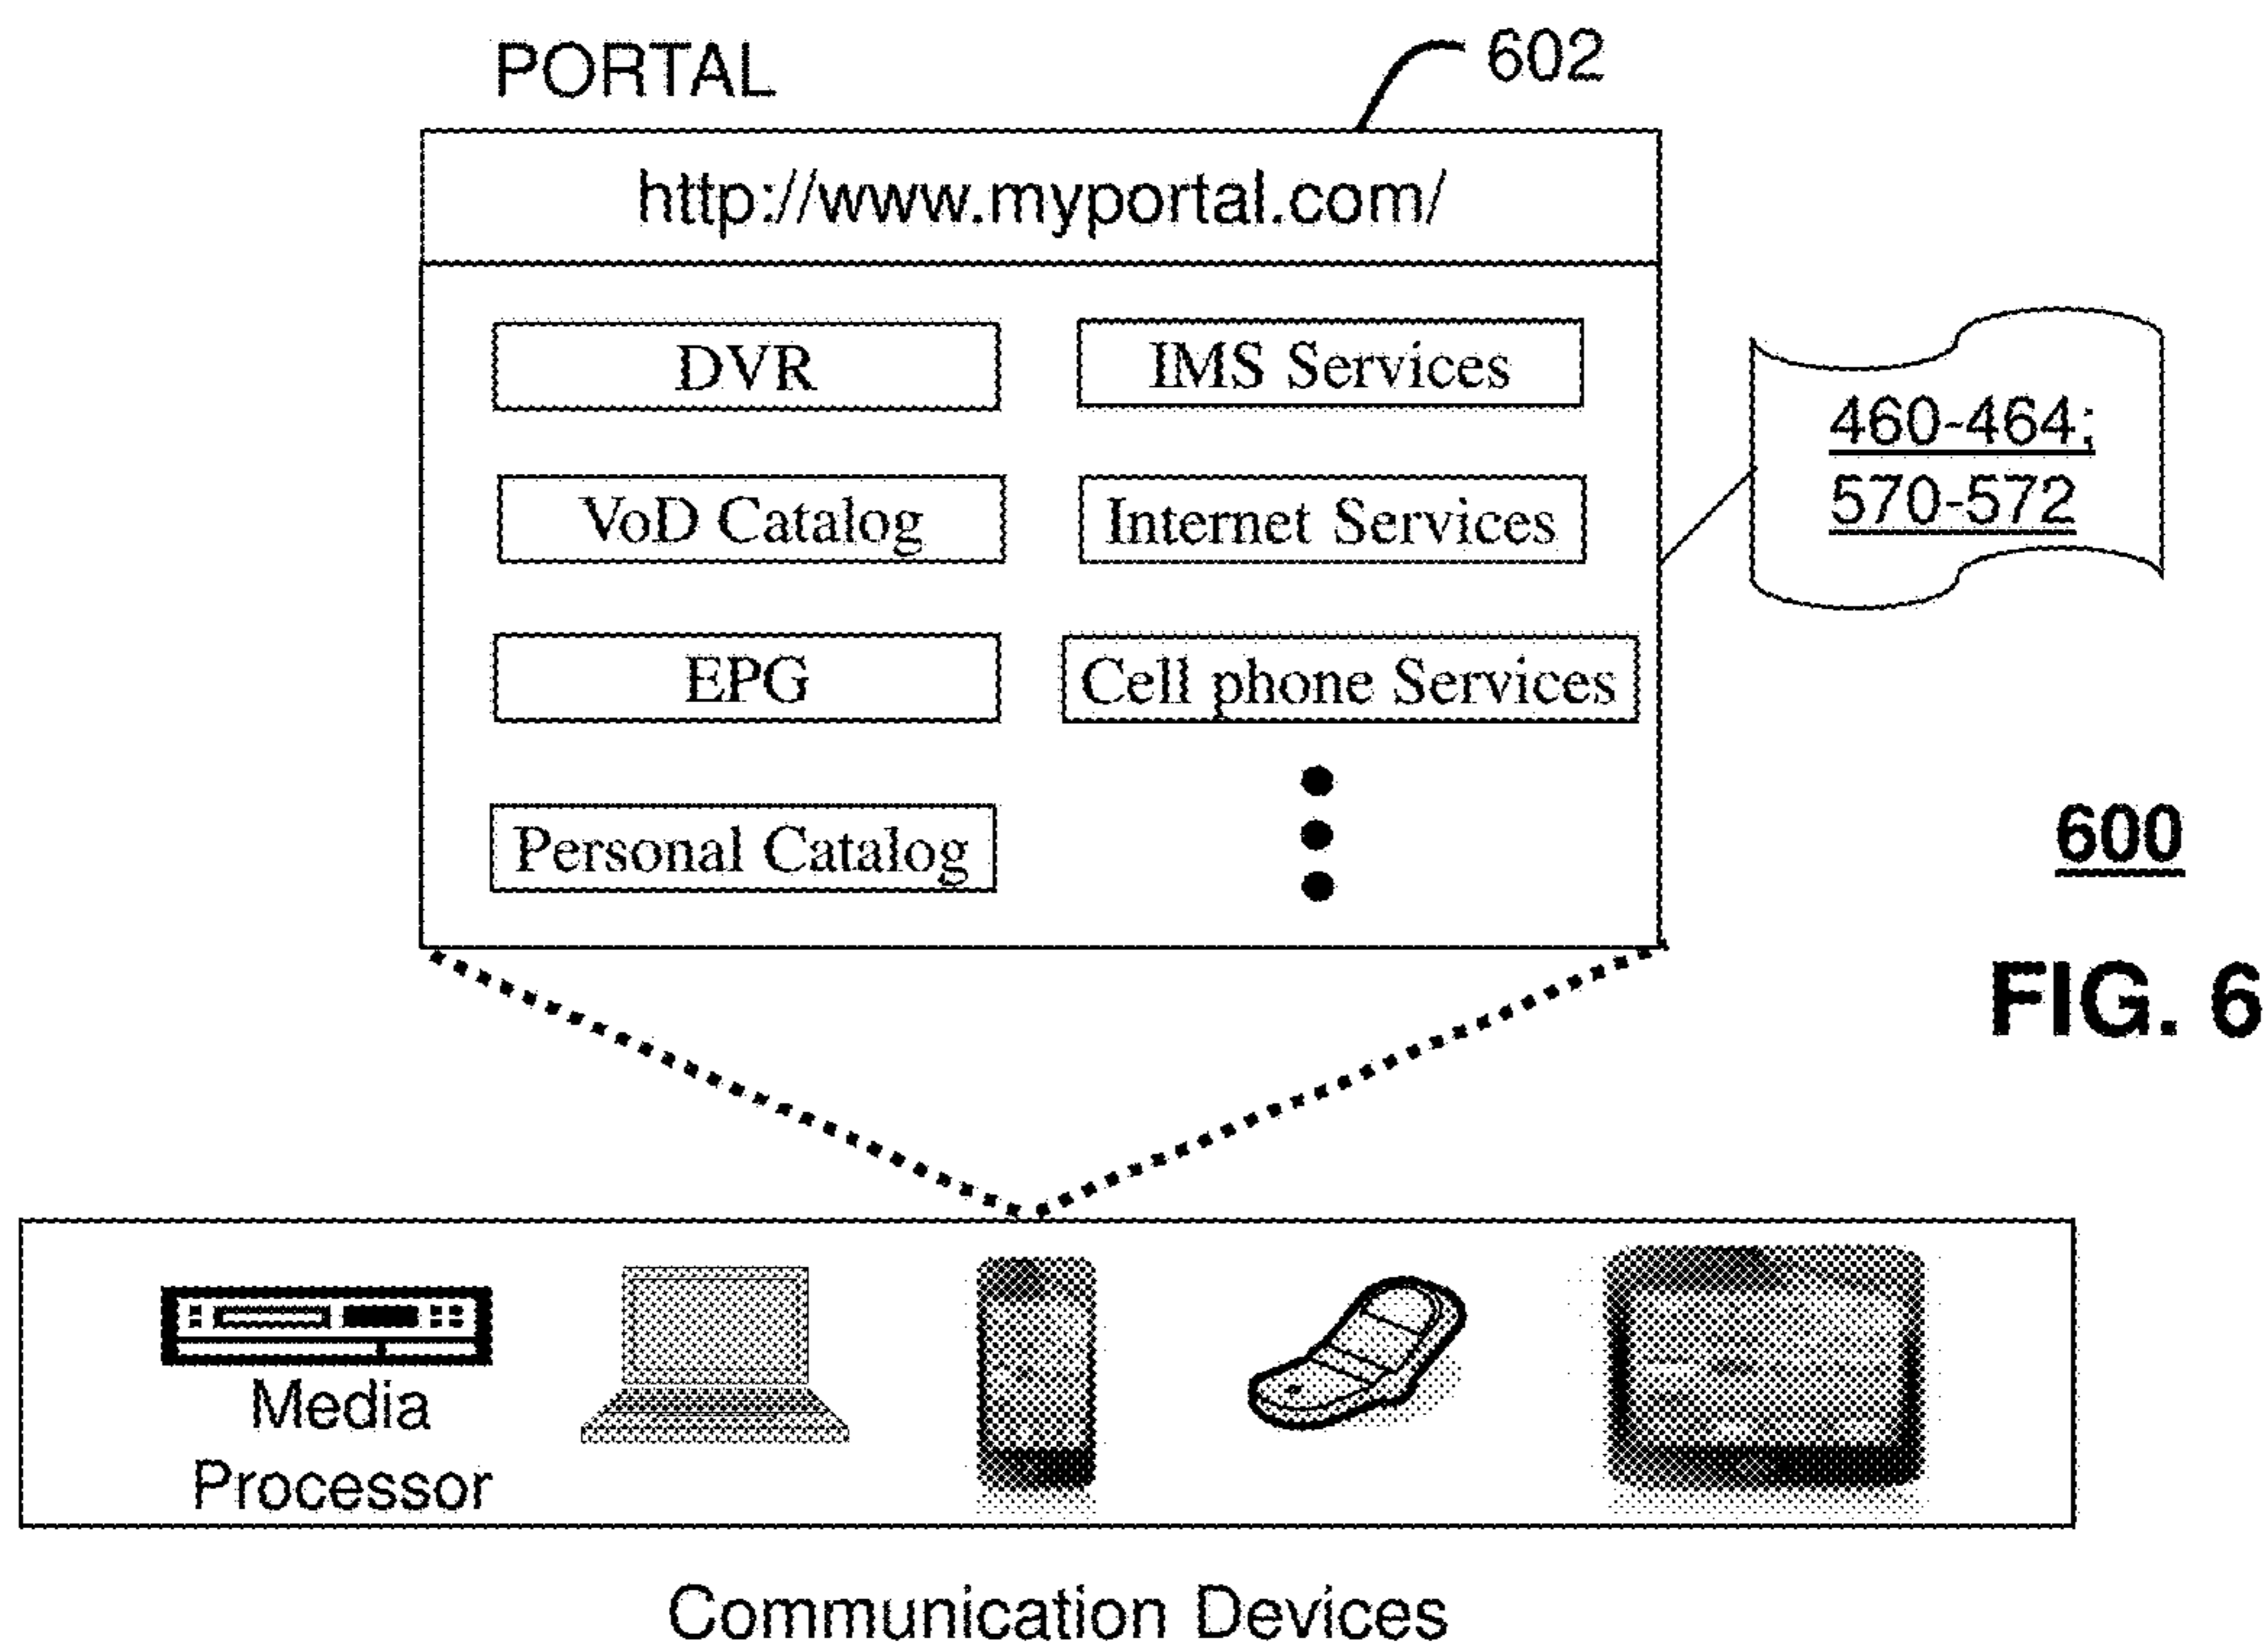 PORTAL
602
http://www.myportal.com/
DVR
IMS Services
VoD Catalog
Internet Services
EPG
Cell phone Services
Personal Catalog
460-464;
570-572
600
FIG. 6
Media
Processor
Communication Devices